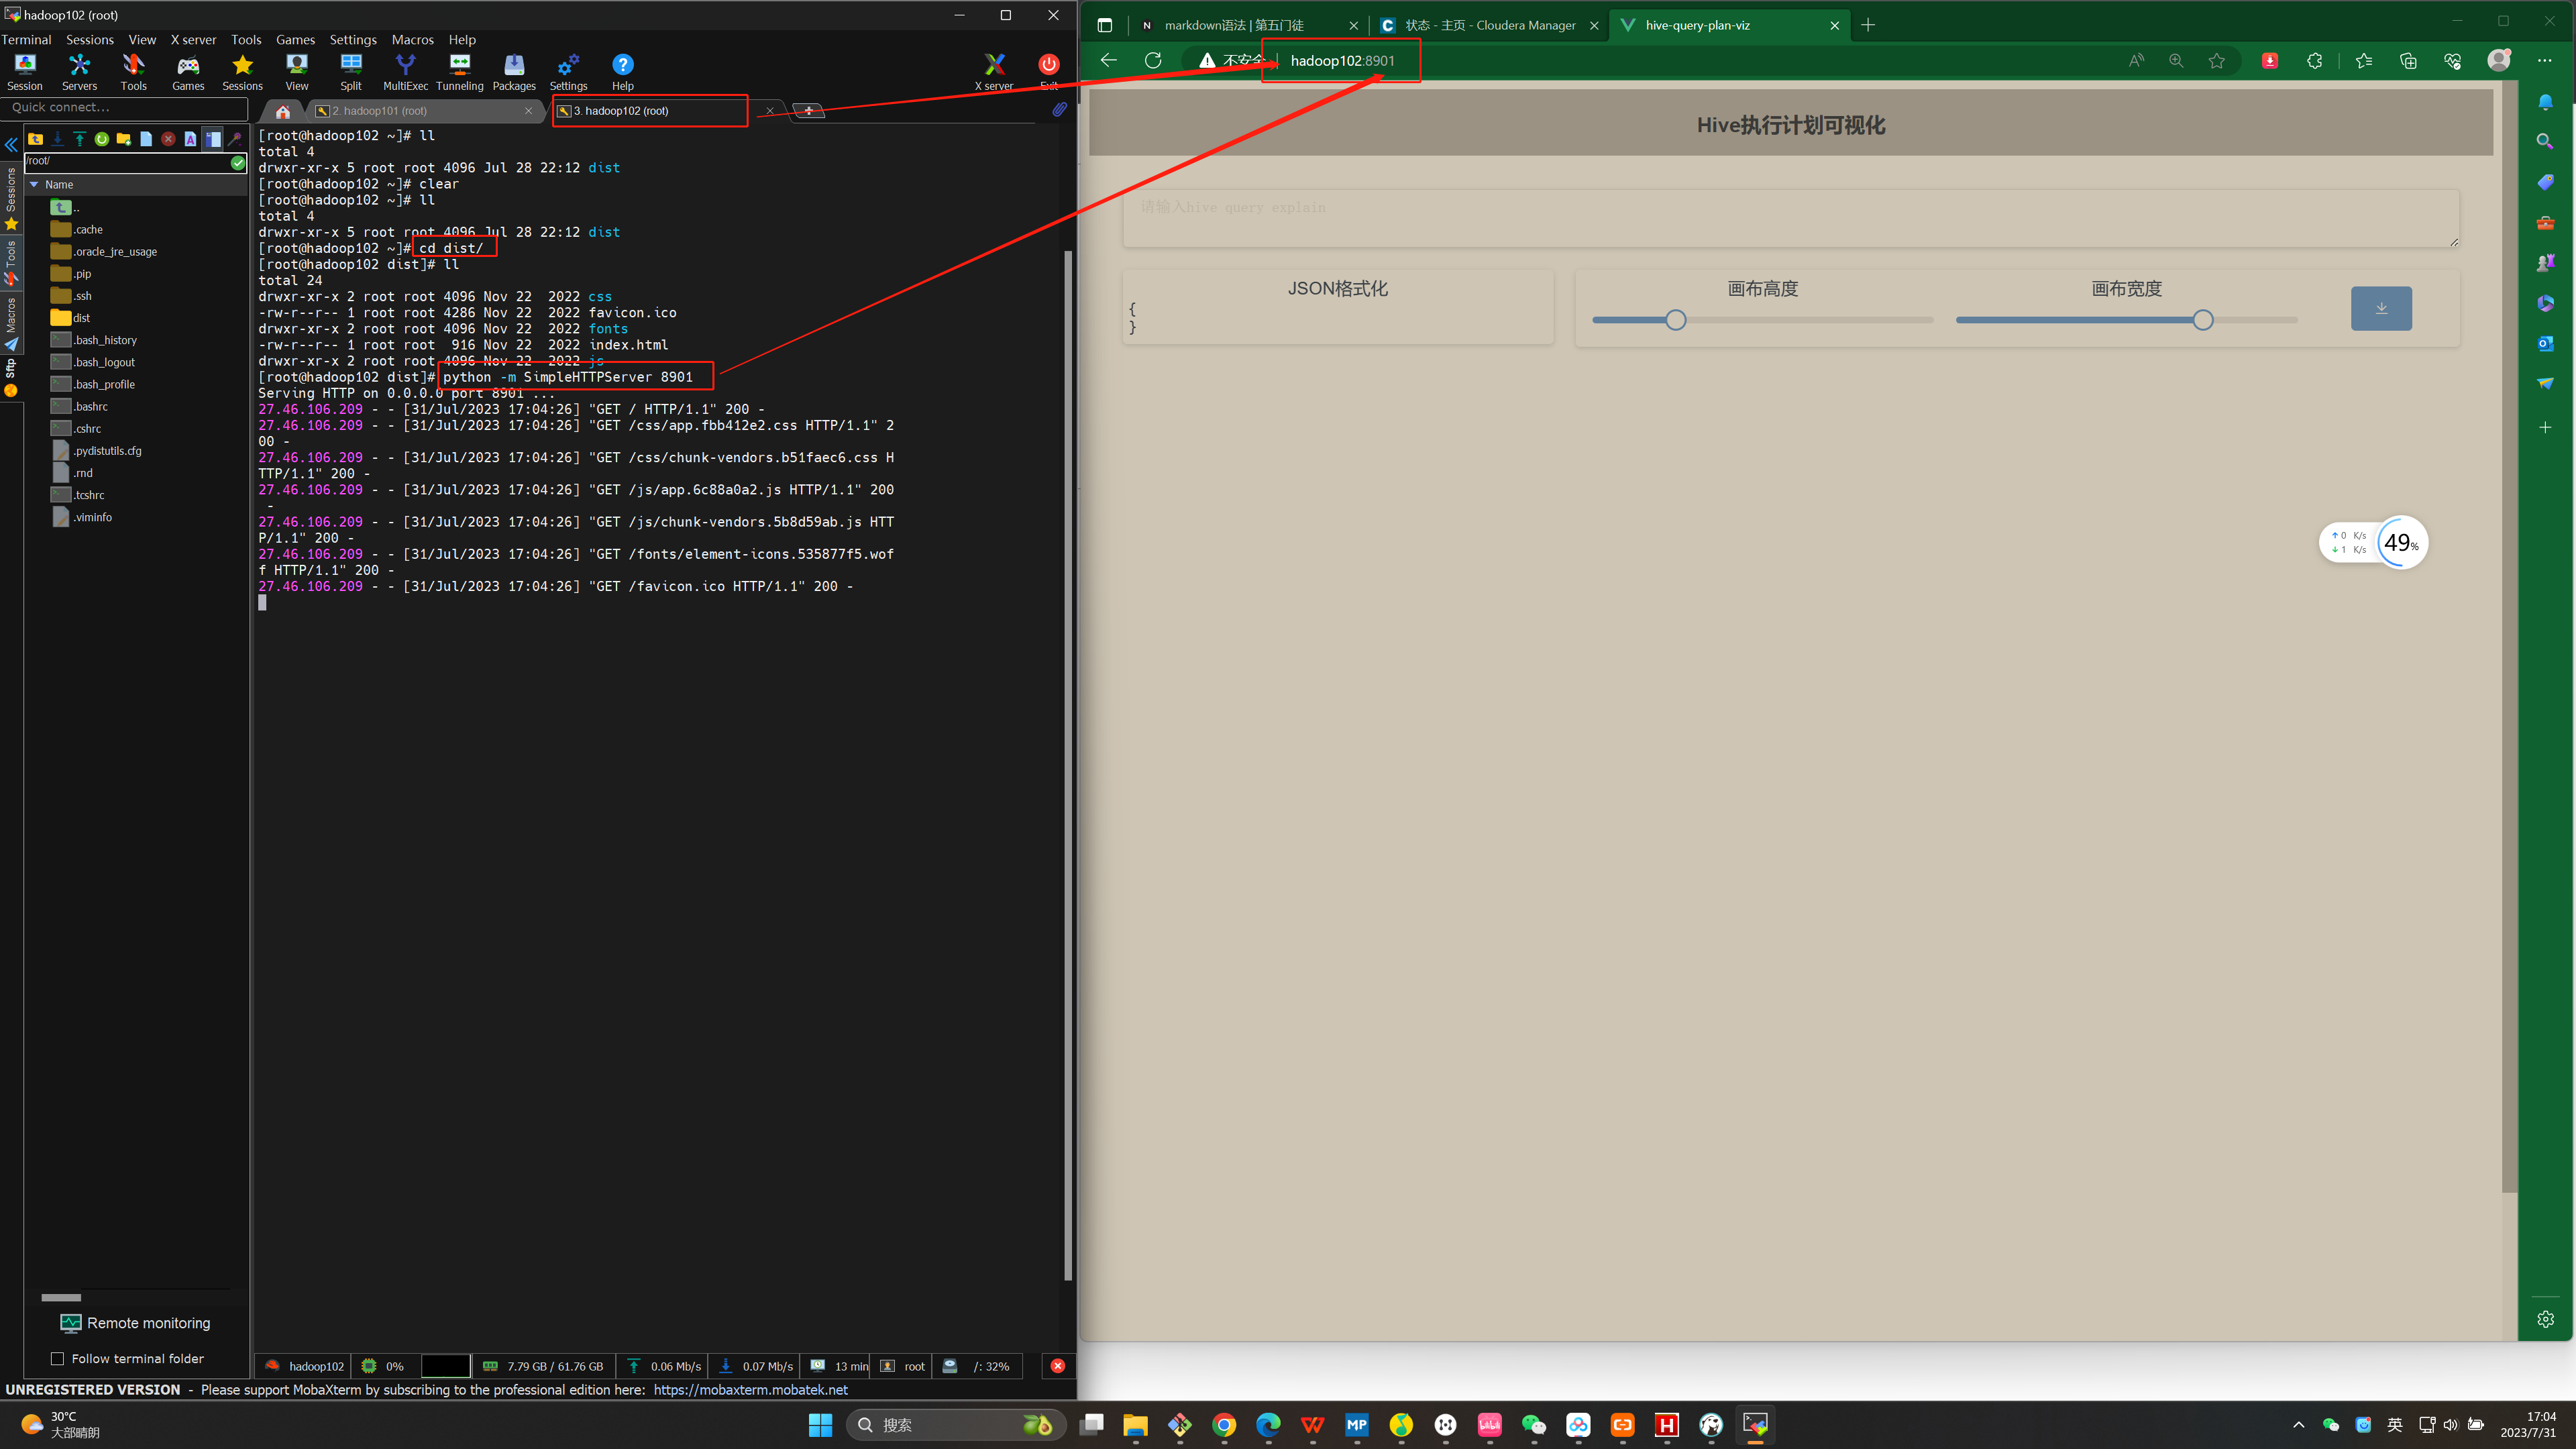 hadoop102 (root)
Terminal Sessions View X server Tools Games Settings Macros Help
Session Servers Tools Games Sessions View Split MultiExec Tunneling Packages Settings Help X server Exit
Quick connect...
2. hadoop101 (root)
3. hadoop102 (root)
/root/
Name
..
.cache
.oracle_jre_usage
.pip
.ssh
dist
.bash_history
.bash_logout
.bash_profile
.bashrc
.cshrc
.pydistutils.cfg
.rnd
.tcshrc
.viminfo
Sessions
Tools
Macros
Sftp
[root@hadoop102 ~]# ll
total 4
drwxr-xr-x 5 root root 4096 Jul 28 22:12 dist
[root@hadoop102 ~]# clear
[root@hadoop102 ~]# ll
total 4
drwxr-xr-x 5 root root 4096 Jul 28 22:12 dist
[root@hadoop102 ~]# cd dist/
[root@hadoop102 dist]# ll
total 24
drwxr-xr-x 2 root root 4096 Nov 22  2022 css
-rw-r--r-- 1 root root 4286 Nov 22  2022 favicon.ico
drwxr-xr-x 2 root root 4096 Nov 22  2022 fonts
-rw-r--r-- 1 root root  916 Nov 22  2022 index.html
drwxr-xr-x 2 root root 4096 Nov 22  2022 js
[root@hadoop102 dist]# python -m SimpleHTTPServer 8901
Serving HTTP on 0.0.0.0 port 8901 ...
27.46.106.209 - - [31/Jul/2023 17:04:26] "GET / HTTP/1.1" 200 -
27.46.106.209 - - [31/Jul/2023 17:04:26] "GET /css/app.fbb412e2.css HTTP/1.1" 2
00 -
27.46.106.209 - - [31/Jul/2023 17:04:26] "GET /css/chunk-vendors.b51faec6.css H
TTP/1.1" 200 -
27.46.106.209 - - [31/Jul/2023 17:04:26] "GET /js/app.6c88a0a2.js HTTP/1.1" 200
 -
27.46.106.209 - - [31/Jul/2023 17:04:26] "GET /js/chunk-vendors.5b8d59ab.js HTT
P/1.1" 200 -
27.46.106.209 - - [31/Jul/2023 17:04:26] "GET /fonts/element-icons.535877f5.wof
f HTTP/1.1" 200 -
27.46.106.209 - - [31/Jul/2023 17:04:26] "GET /favicon.ico HTTP/1.1" 200 -
Remote monitoring
Follow terminal folder
hadoop102 0% 7.79 GB / 61.76 GB 0.06 Mb/s 0.07 Mb/s 13 min root /: 32%
UNREGISTERED VERSION - Please support MobaXterm by subscribing to the professional edition here: https://mobaxterm.mobatek.net
markdown语法 | 第五门徒
状态 - 主页 - Cloudera Manager
hive-query-plan-viz
不安全 hadoop102:8901
Hive执行计划可视化
请输入hive query explain
JSON格式化
{
}
画布高度
画布宽度
0 K/s
1 K/s
49%
30°C
大部晴朗
搜索
MP
英
17:04
2023/7/31